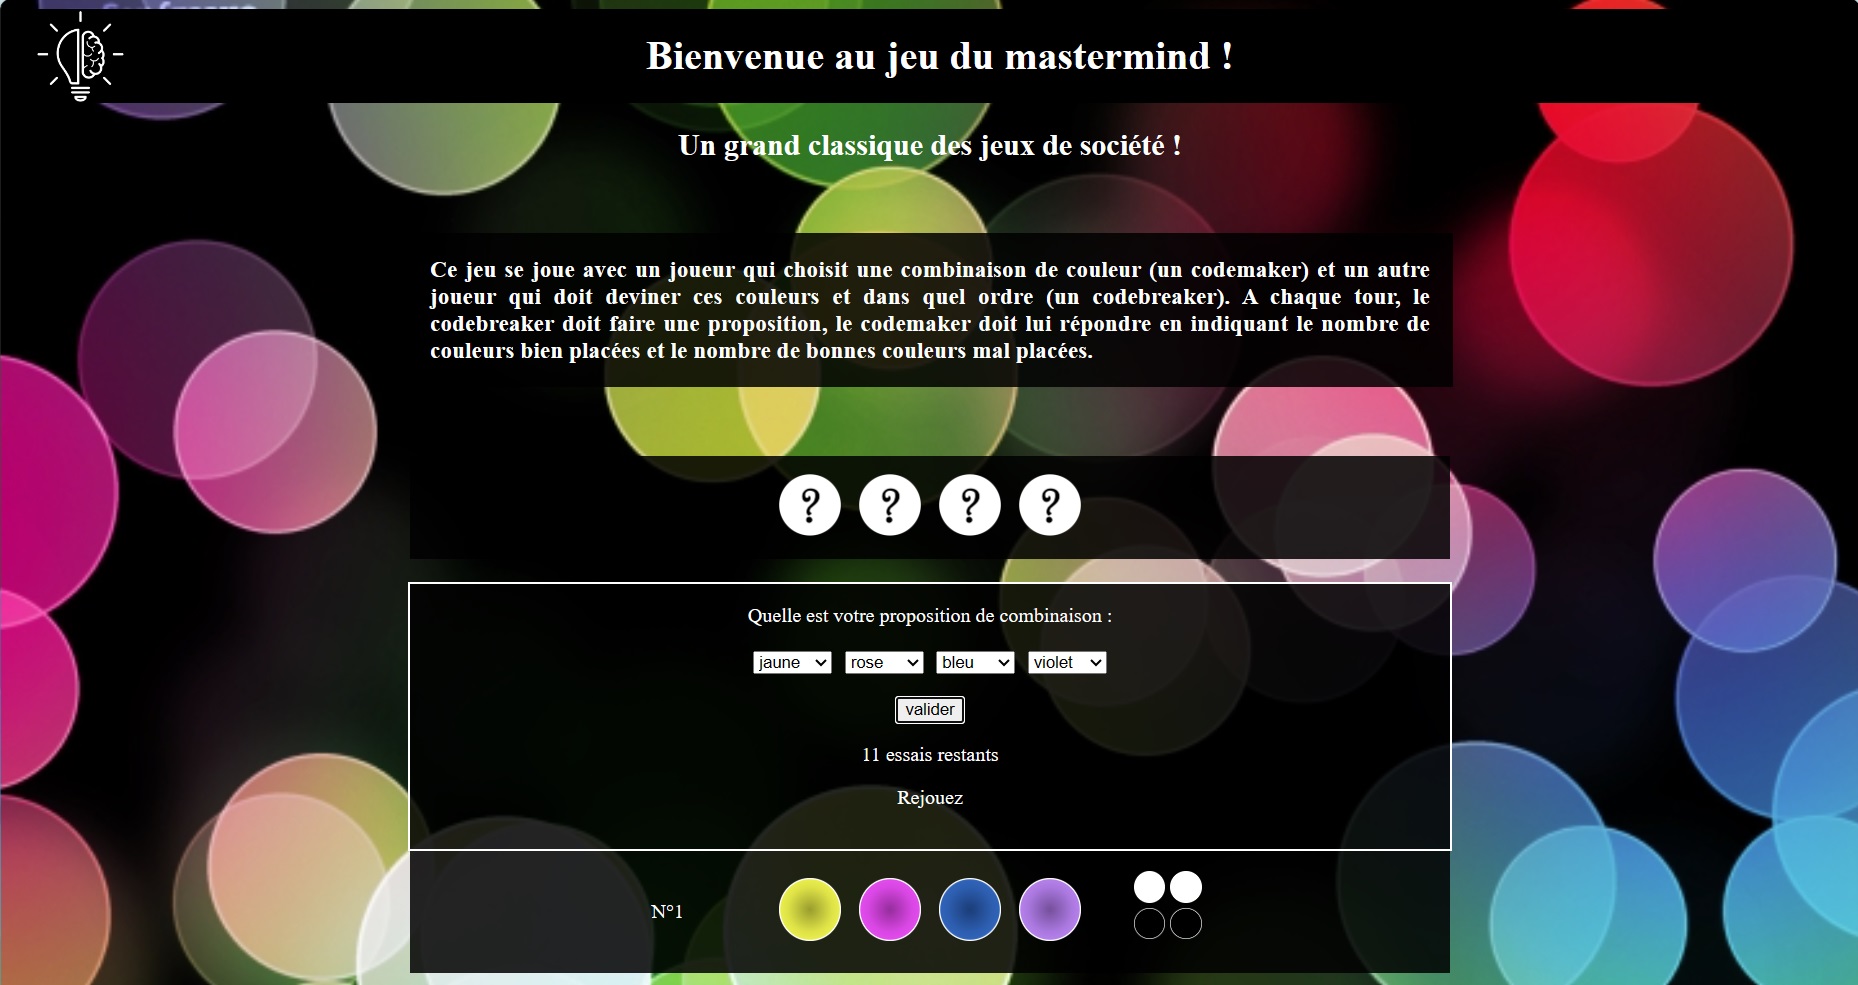 Bienvenue au jeu du mastermind !
Un grand classique des jeux de société !
Ce jeu se joue avec un joueur qui choisit une combinaison de couleur (un codemaker) et un autre
joueur qui doit deviner ces couleurs et dans quel ordre (un codebreaker). A chaque tour, le
codebreaker doit faire une proposition, le codemaker doit lui répondre en indiquant le nombre de
couleurs bien placées et le nombre de bonnes couleurs mal placées.
? ? ? ?
Quelle est votre proposition de combinaison :
jaune rose bleu violet
valider
11 essais restants
Rejouez
N°1